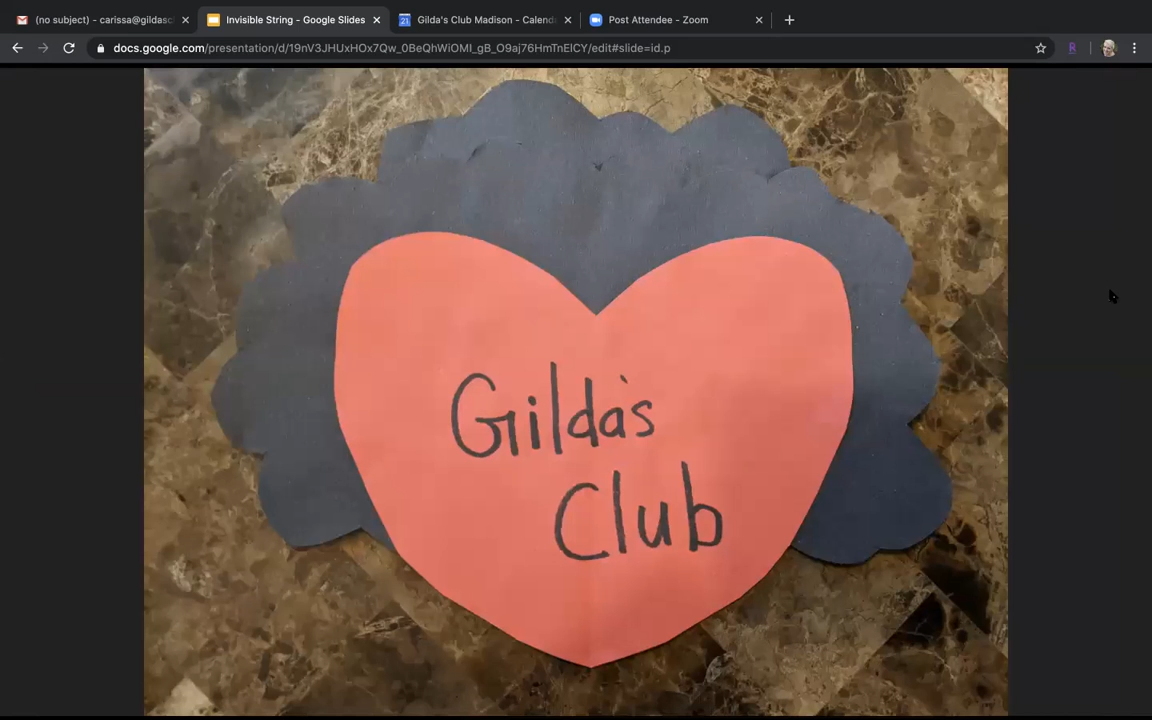 (no subject) - carissa@gildasc
Invisible String - Google Slides
Gilda's Club Madison - Calend
Post Attendee - Zoom
docs.google.com/presentation/d/19nV3JHUxHOx7Qw_0BeQhWiOMI_gB_O9aj76HmTnEICY/edit#slide=id.p
R
21
Gilda's
Club